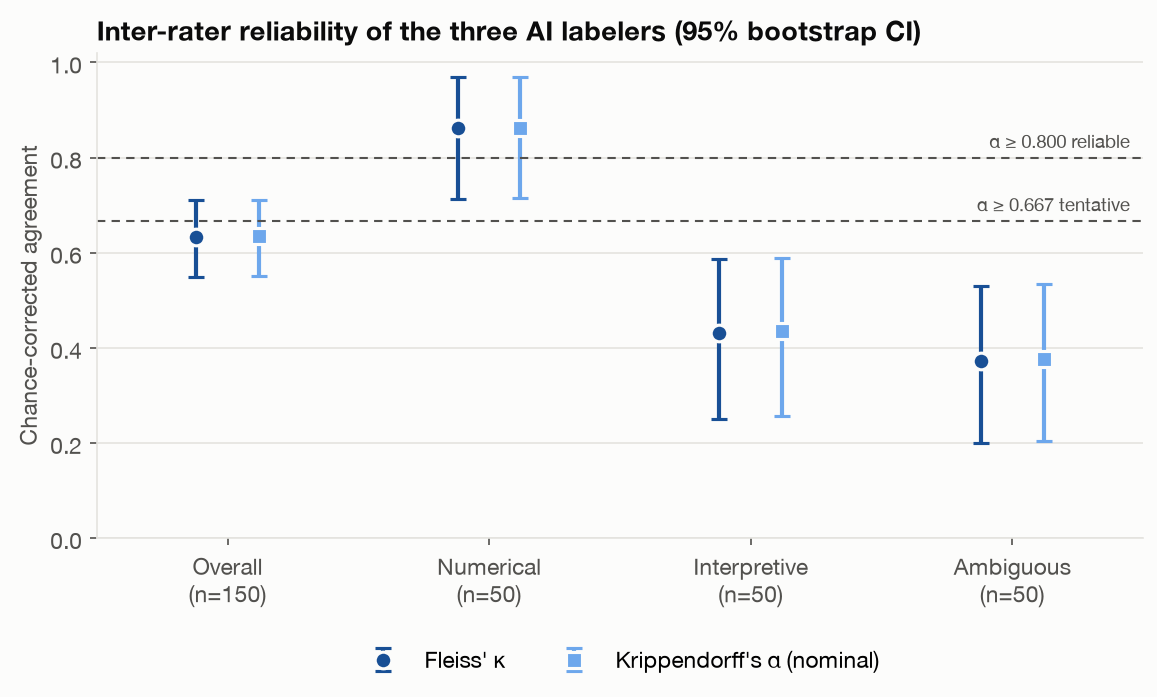 Inter-rater reliability of the three AI labelers (95% bootstrap CI)
Chance-corrected agreement
1.0
0.8
0.6
0.4
0.2
0.0
α ≥ 0.800 reliable
α ≥ 0.667 tentative
Overall
(n=150)
Numerical
(n=50)
Interpretive
(n=50)
Ambiguous
(n=50)
Fleiss' κ
Krippendorff's α (nominal)